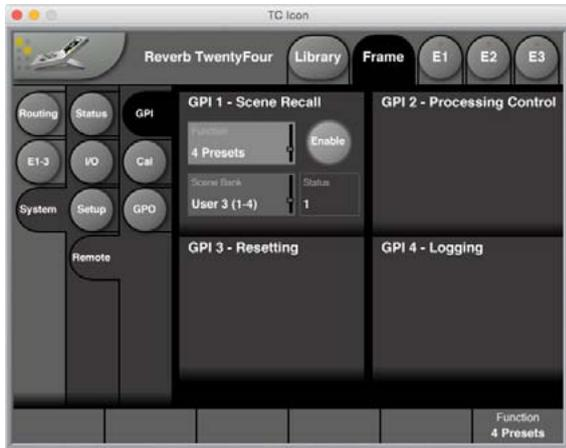 TC Icon
Reverb TwentyFour
Library
Frame
E1
E2
E3
Routing
Status
GPI
E1-3
I/O
Cal
System
Setup
GPO
Remote
GPI 1 - Scene Recall
Function
4 Presets
Enable
Scene Bank
User 3 (1-4)
Status
1
GPI 2 - Processing Control
GPI 3 - Resetting
GPI 4 - Logging
Function
4 Presets